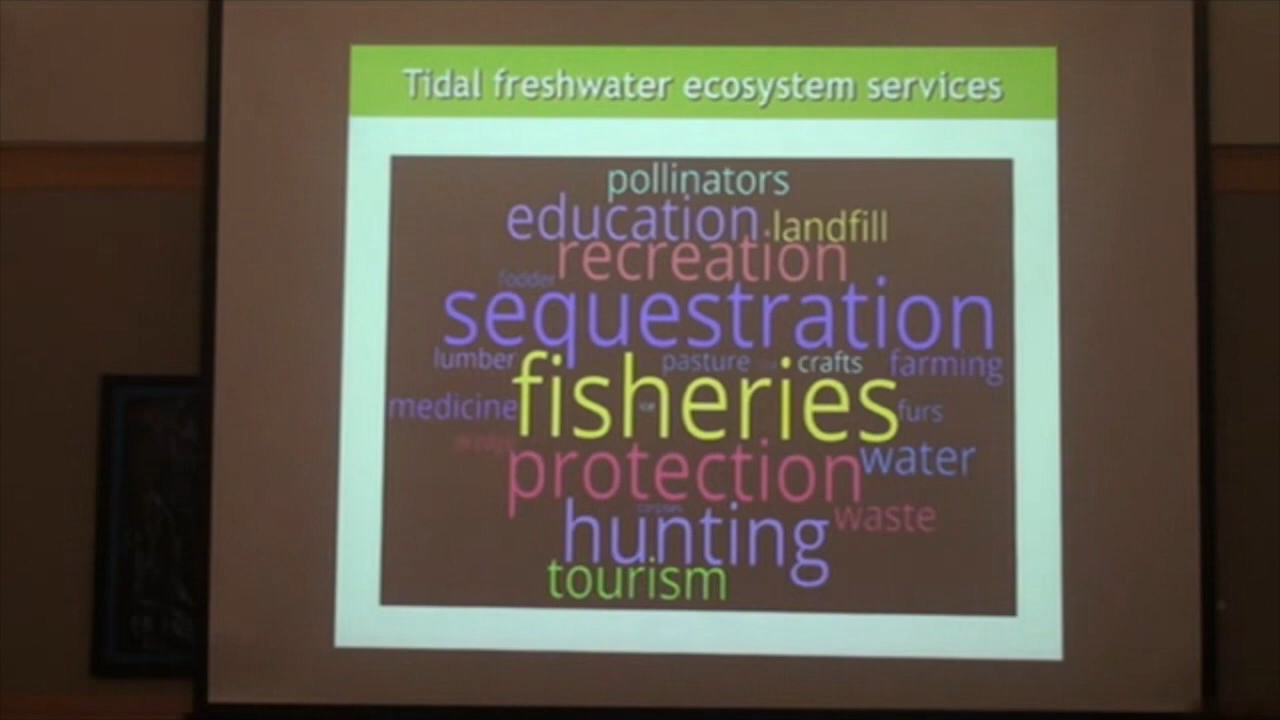 Tidal freshwater ecosystem services
pollinators
education landfill
recreation
fodder
sequestration
lumber pasture crafts farming
fisheries
medicine ice furs
protection water
hunting waste
tourism